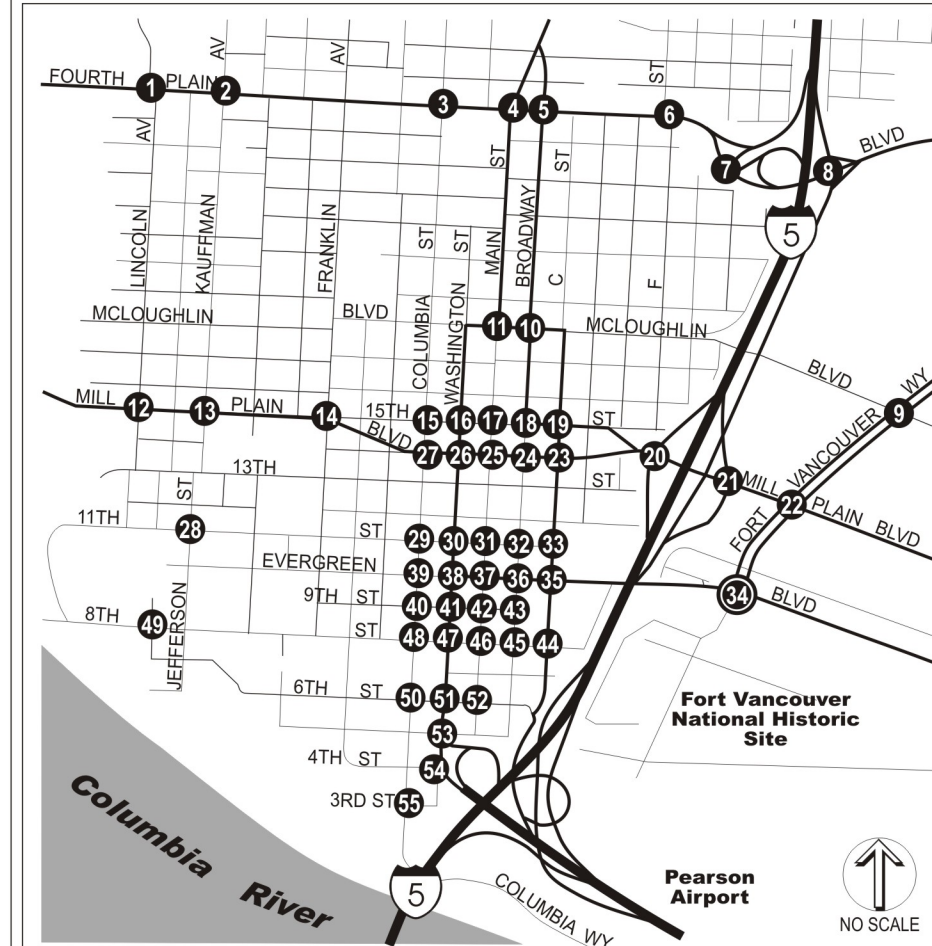 AV
AV
ST
FOURTH PLAIN BLVD
1
2
3
4
5
6
7
8
AV
ST
ST
5
LINCOLN
KAUFFMAN
FRANKLIN
COLUMBIA
ST
WASHINGTON
ST
MAIN
BROADWAY
C
F
MCLOUGHLIN BLVD
11
10
MCLOUGHLIN
BLVD
FORT VANCOUVER WY
9
MILL PLAIN
12
13
14
BLVD
15TH
15
16
17
18
19
ST
27
26
25
24
23
20
21
MILL PLAIN BLVD
22
13TH
ST
ST
11TH
28
ST
29
30
31
32
33
EVERGREEN
39
38
37
36
35
34
BLVD
9TH ST
40
41
42
43
8TH
49
JEFFERSON
ST
48
47
46
45
44
6TH ST
50
51
52
53
4TH ST
54
3RD ST
55
Fort Vancouver
National Historic
Site
Columbia River
5
COLUMBIA WY
Pearson
Airport
NO SCALE